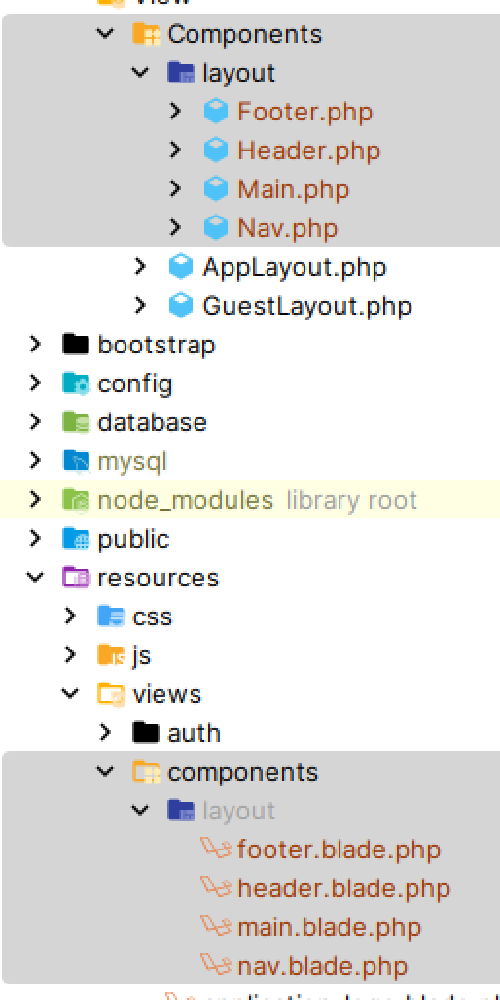 View
Components
layout
Footer.php
Header.php
Main.php
Nav.php
AppLayout.php
GuestLayout.php
bootstrap
config
database
mysql
node_modules library root
public
resources
css
js
views
auth
components
layout
footer.blade.php
header.blade.php
main.blade.php
nav.blade.php